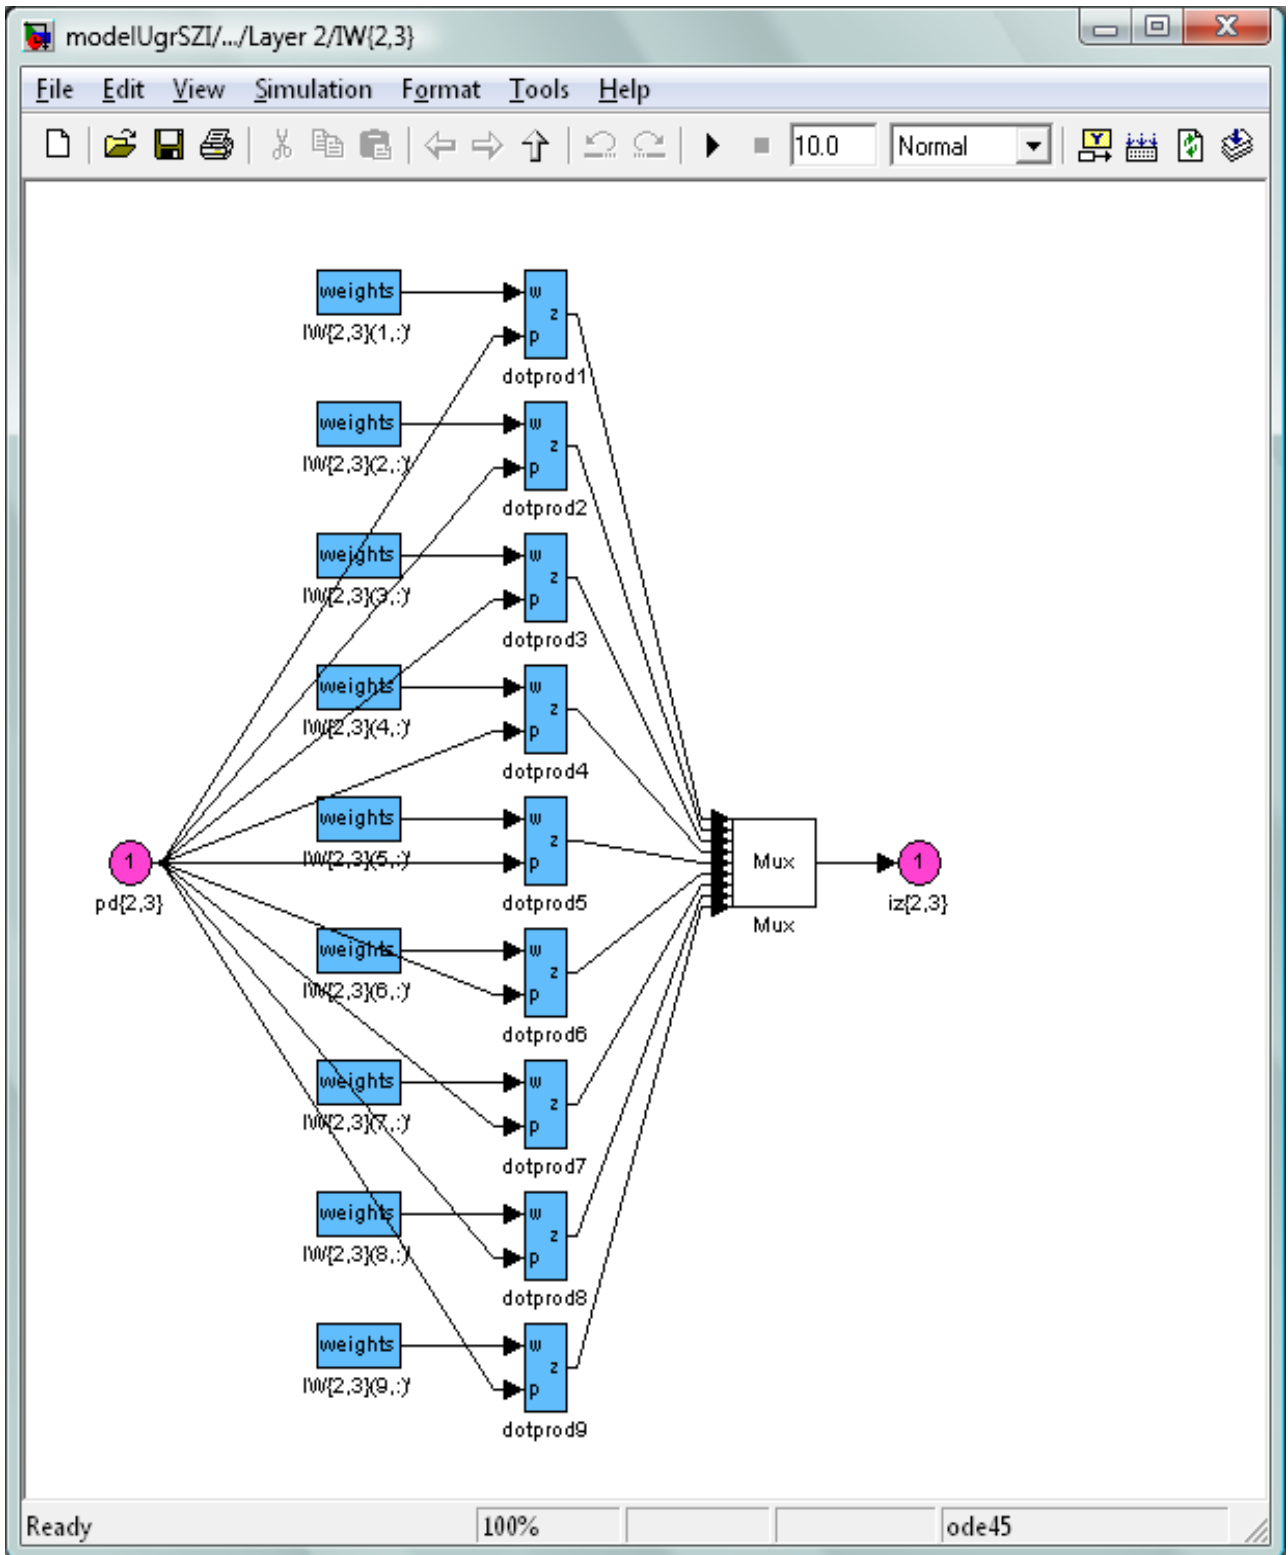 modelUgrSZI/.../Layer 2/IW{2,3}
File Edit View Simulation Format Tools Help
10.0 Normal
weights w z p
IW{2,3}(1,:)'
dotprod1
weights w z p
IW{2,3}(2,:)'
dotprod2
weights w z p
IW{2,3}(3,:)'
dotprod3
weights w z p
IW{2,3}(4,:)'
dotprod4
weights w z p
1 Mux 1
IW{2,3}(5,:)'
pd{2,3} dotprod5 iz{2,3}
Mux
weights w z p
IW{2,3}(6,:)'
dotprod6
weights w z p
IW{2,3}(7,:)'
dotprod7
weights w z p
IW{2,3}(8,:)'
dotprod8
weights w z p
IW{2,3}(9,:)'
dotprod9
Ready 100% ode45